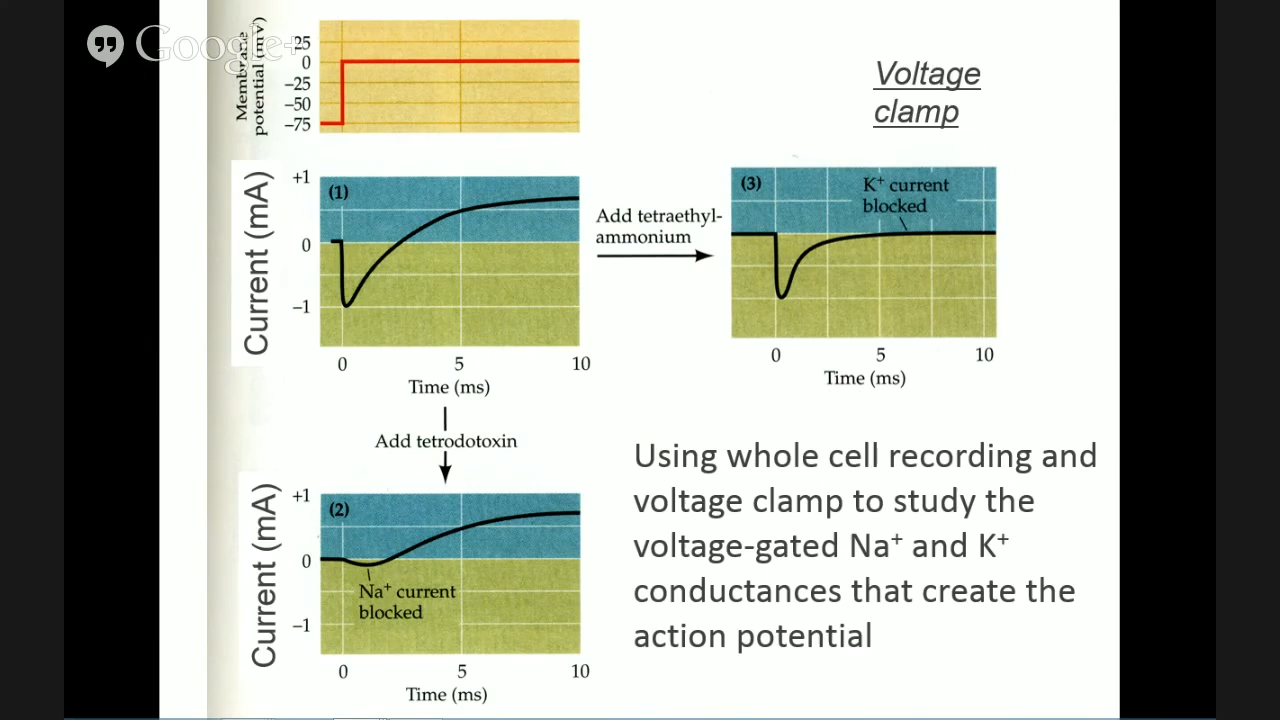 Google+
Membrane
potential (mV)
25
0
−25
−50
−75
Voltage
clamp
Current (mA)
+1
0
−1
(1)
0 5 10
Time (ms)
Add tetraethyl-
ammonium
(3)
K⁺ current
blocked
0 5 10
Time (ms)
Add tetrodotoxin
Current (mA)
+1
0
−1
(2)
Na⁺ current
blocked
0 5 10
Time (ms)
Using whole cell recording and
voltage clamp to study the
voltage-gated Na⁺ and K⁺
conductances that create the
action potential